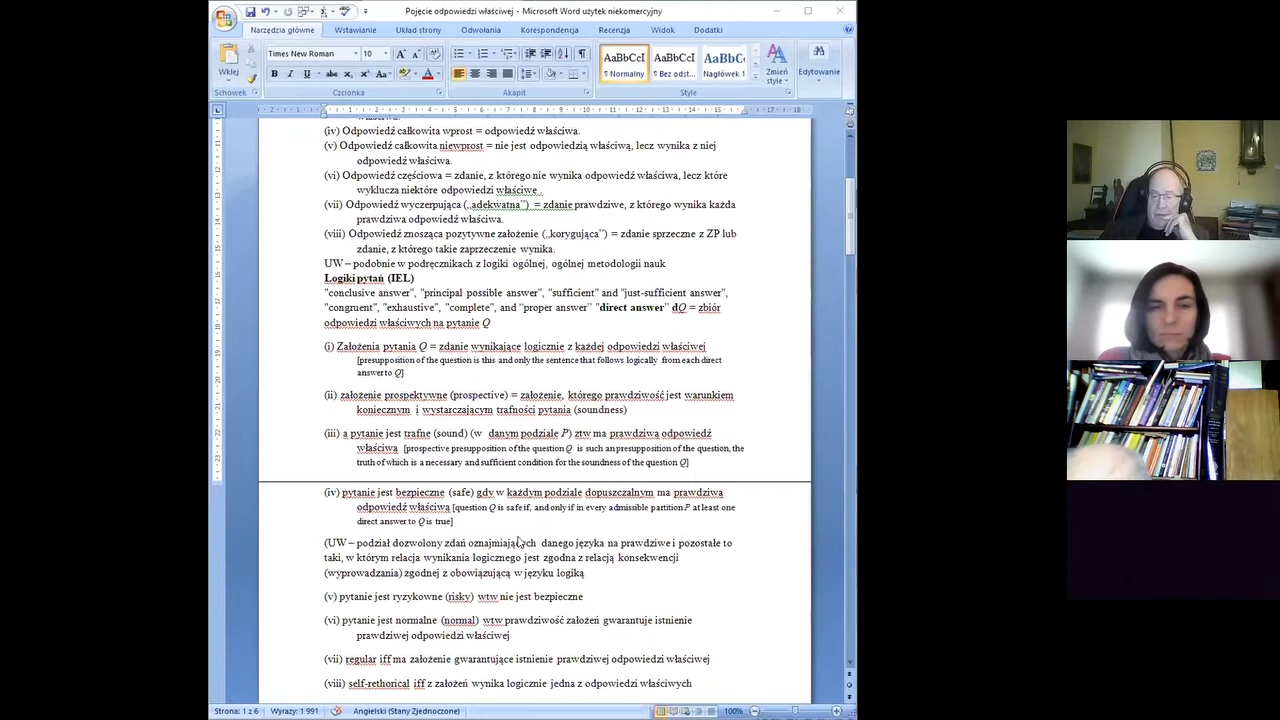 Pojęcie odpowiedzi właściwej - Microsoft Word użytek niekomercyjny
Narzędzia główne Wstawianie Układ strony Odwołania Korespondencja Recenzja Widok Dodatki
Times New Roman 10
AaBbCcI AaBbCcI AaBbC
Wklej
¶ Normalny ¶ Bez odst... Nagłówek 1
Zmień style
Edytowanie
Schowek Czcionka Akapit Style
(iv) Odpowiedź całkowita wprost = odpowiedź właściwa.
(v) Odpowiedź całkowita niewprost = nie jest odpowiedzią właściwą, lecz wynika z niej
odpowiedź właściwa.
(vi) Odpowiedź częściowa = zdanie, z którego nie wynika odpowiedź właściwa, lecz które
wyklucza niektóre odpowiedzi właściwe .
(vii) Odpowiedź wyczerpująca („adekwatna”) = zdanie prawdziwe, z którego wynika każda
prawdziwa odpowiedź właściwa.
(viii) Odpowiedź znosząca pozytywne założenie („korygująca”) = zdanie sprzeczne z ZP lub
zdanie, z którego takie zaprzeczenie wynika.
UW – podobnie w podręcznikach z logiki ogólnej, ogólnej metodologii nauk
Logiki pytań (IEL)
"conclusive answer", "principal possible answer", "sufficient" and "just-sufficient answer",
"congruent", "exhaustive", "complete", and "proper answer" "direct answer" dQ = zbiór
odpowiedzi właściwych na pytanie Q
(i) Założenia pytania Q = zdanie wynikające logicznie z każdej odpowiedzi właściwej
[presupposition of the question is this and only the sentence that follows logically from each direct
answer to Q]
(ii) założenie prospektywne (prospective) = założenie, którego prawdziwość jest warunkiem
koniecznym i wystarczającym trafności pytania (soundness)
(iii) a pytanie jest trafne (sound) (w danym podziale P) ztw ma prawdziwą odpowiedź
właściwą [prospective presupposition of the question Q is such an presupposition of the question, the
truth of which is a necessary and sufficient condition for the soundness of the question Q]
(iv) pytanie jest bezpieczne (safe) gdy w każdym podziale dopuszczalnym ma prawdziwą
odpowiedź właściwą [question Q is safe if, and only if in every admissible partition P at least one
direct answer to Q is true]
(UW – podział dozwolony zdań oznajmiających danego języka na prawdziwe i pozostałe to
taki, w którym relacja wynikania logicznego jest zgodna z relacją konsekwencji
(wyprowadzania) zgodnej z obowiązującą w języku logiką
(v) pytanie jest ryzykowne (risky) wtw nie jest bezpieczne
(vi) pytanie jest normalne (normal) wtw prawdziwość założeń gwarantuje istnienie
prawdziwej odpowiedzi właściwej
(vii) regular iff ma założenie gwarantujące istnienie prawdziwej odpowiedzi właściwej
(viii) self-rethorical iff z założeń wynika logicznie jedna z odpowiedzi właściwych
Strona: 1 z 6 Wyrazy: 1 991 Angielski (Stany Zjednoczone) 100%